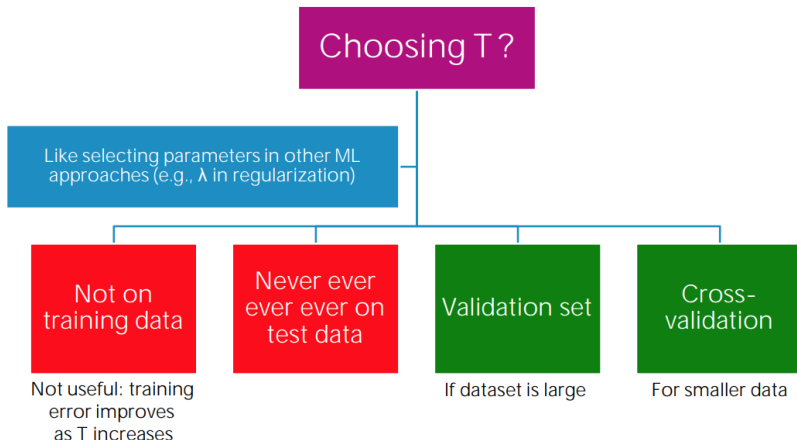 Choosing T?
Like selecting parameters in other ML
approaches (e.g., λ in regularization)
Not on
training data
Never ever
ever ever on
test data
Validation set
Cross-
validation
Not useful: training
error improves
as T increases
If dataset is large
For smaller data